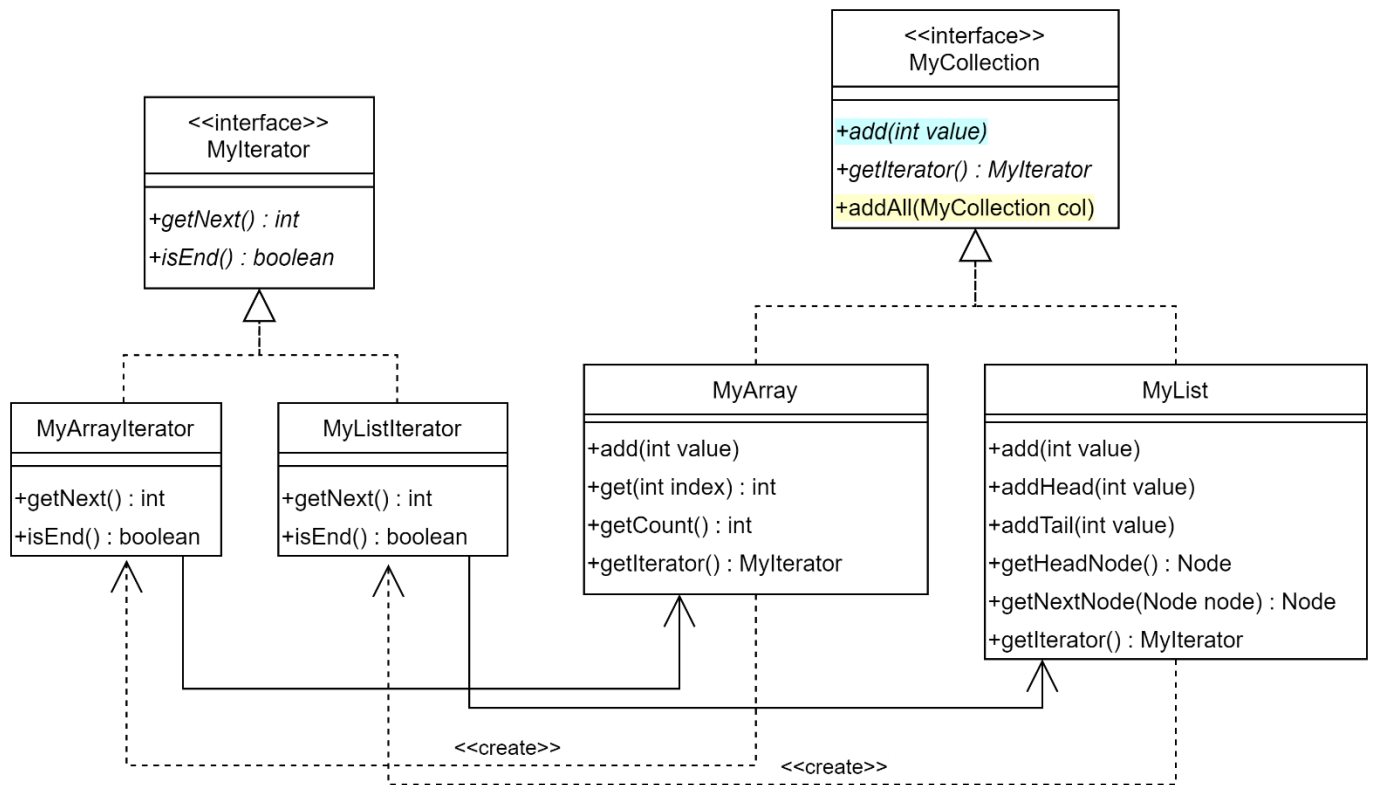 <<interface>>
MyIterator
+getNext() : int
+isEnd() : boolean
<<interface>>
MyCollection
+add(int value)
+getIterator() : MyIterator
+addAll(MyCollection col)
MyArrayIterator
+getNext() : int
+isEnd() : boolean
MyListIterator
+getNext() : int
+isEnd() : boolean
MyArray
+add(int value)
+get(int index) : int
+getCount() : int
+getIterator() : MyIterator
MyList
+add(int value)
+addHead(int value)
+addTail(int value)
+getHeadNode() : Node
+getNextNode(Node node) : Node
+getIterator() : MyIterator
<<create>>
<<create>>